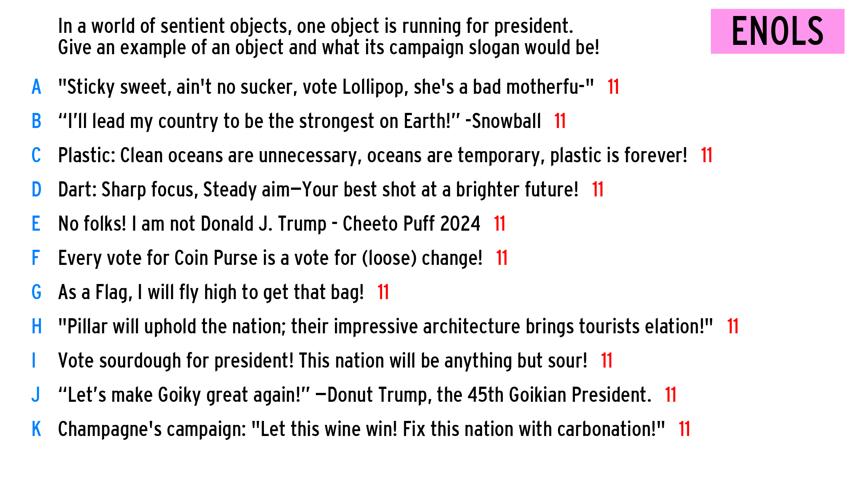 In a world of sentient objects, one object is running for president.
Give an example of an object and what its campaign slogan would be!
ENOLS
A "Sticky sweet, ain't no sucker, vote Lollipop, she's a bad motherfu-" 11
B “I’ll lead my country to be the strongest on Earth!” -Snowball 11
C Plastic: Clean oceans are unnecessary, oceans are temporary, plastic is forever! 11
D Dart: Sharp focus, Steady aim—Your best shot at a brighter future! 11
E No folks! I am not Donald J. Trump - Cheeto Puff 2024 11
F Every vote for Coin Purse is a vote for (loose) change! 11
G As a Flag, I will fly high to get that bag! 11
H "Pillar will uphold the nation; their impressive architecture brings tourists elation!" 11
I Vote sourdough for president! This nation will be anything but sour! 11
J “Let’s make Goiky great again!” —Donut Trump, the 45th Goikian President. 11
K Champagne's campaign: "Let this wine win! Fix this nation with carbonation!" 11